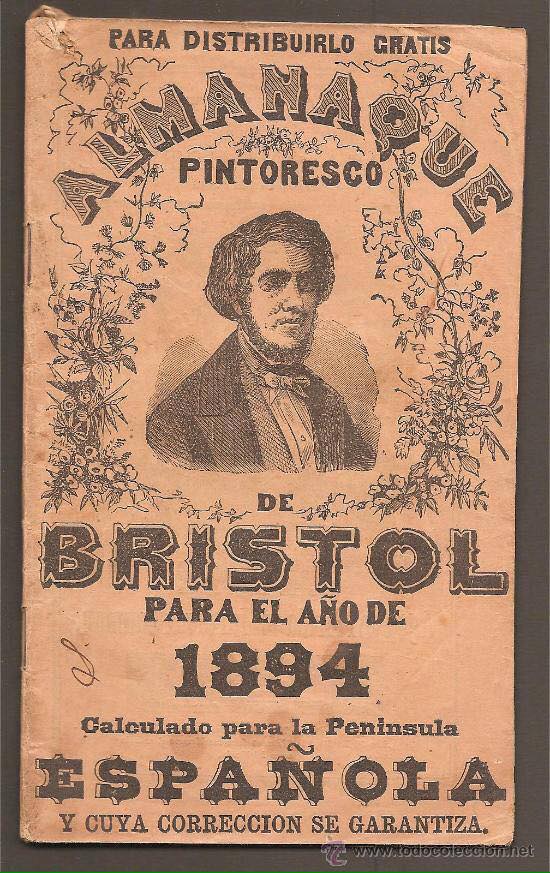 PARA DISTRIBUIRLO GRATIS
ALMANAQUE
PINTORESCO
DE
BRISTOL
PARA EL AÑO DE
1894
Calculado para la Peninsula
ESPAÑOLA
Y CUYA CORRECCION SE GARANTIZA.
www.todocoleccion.net